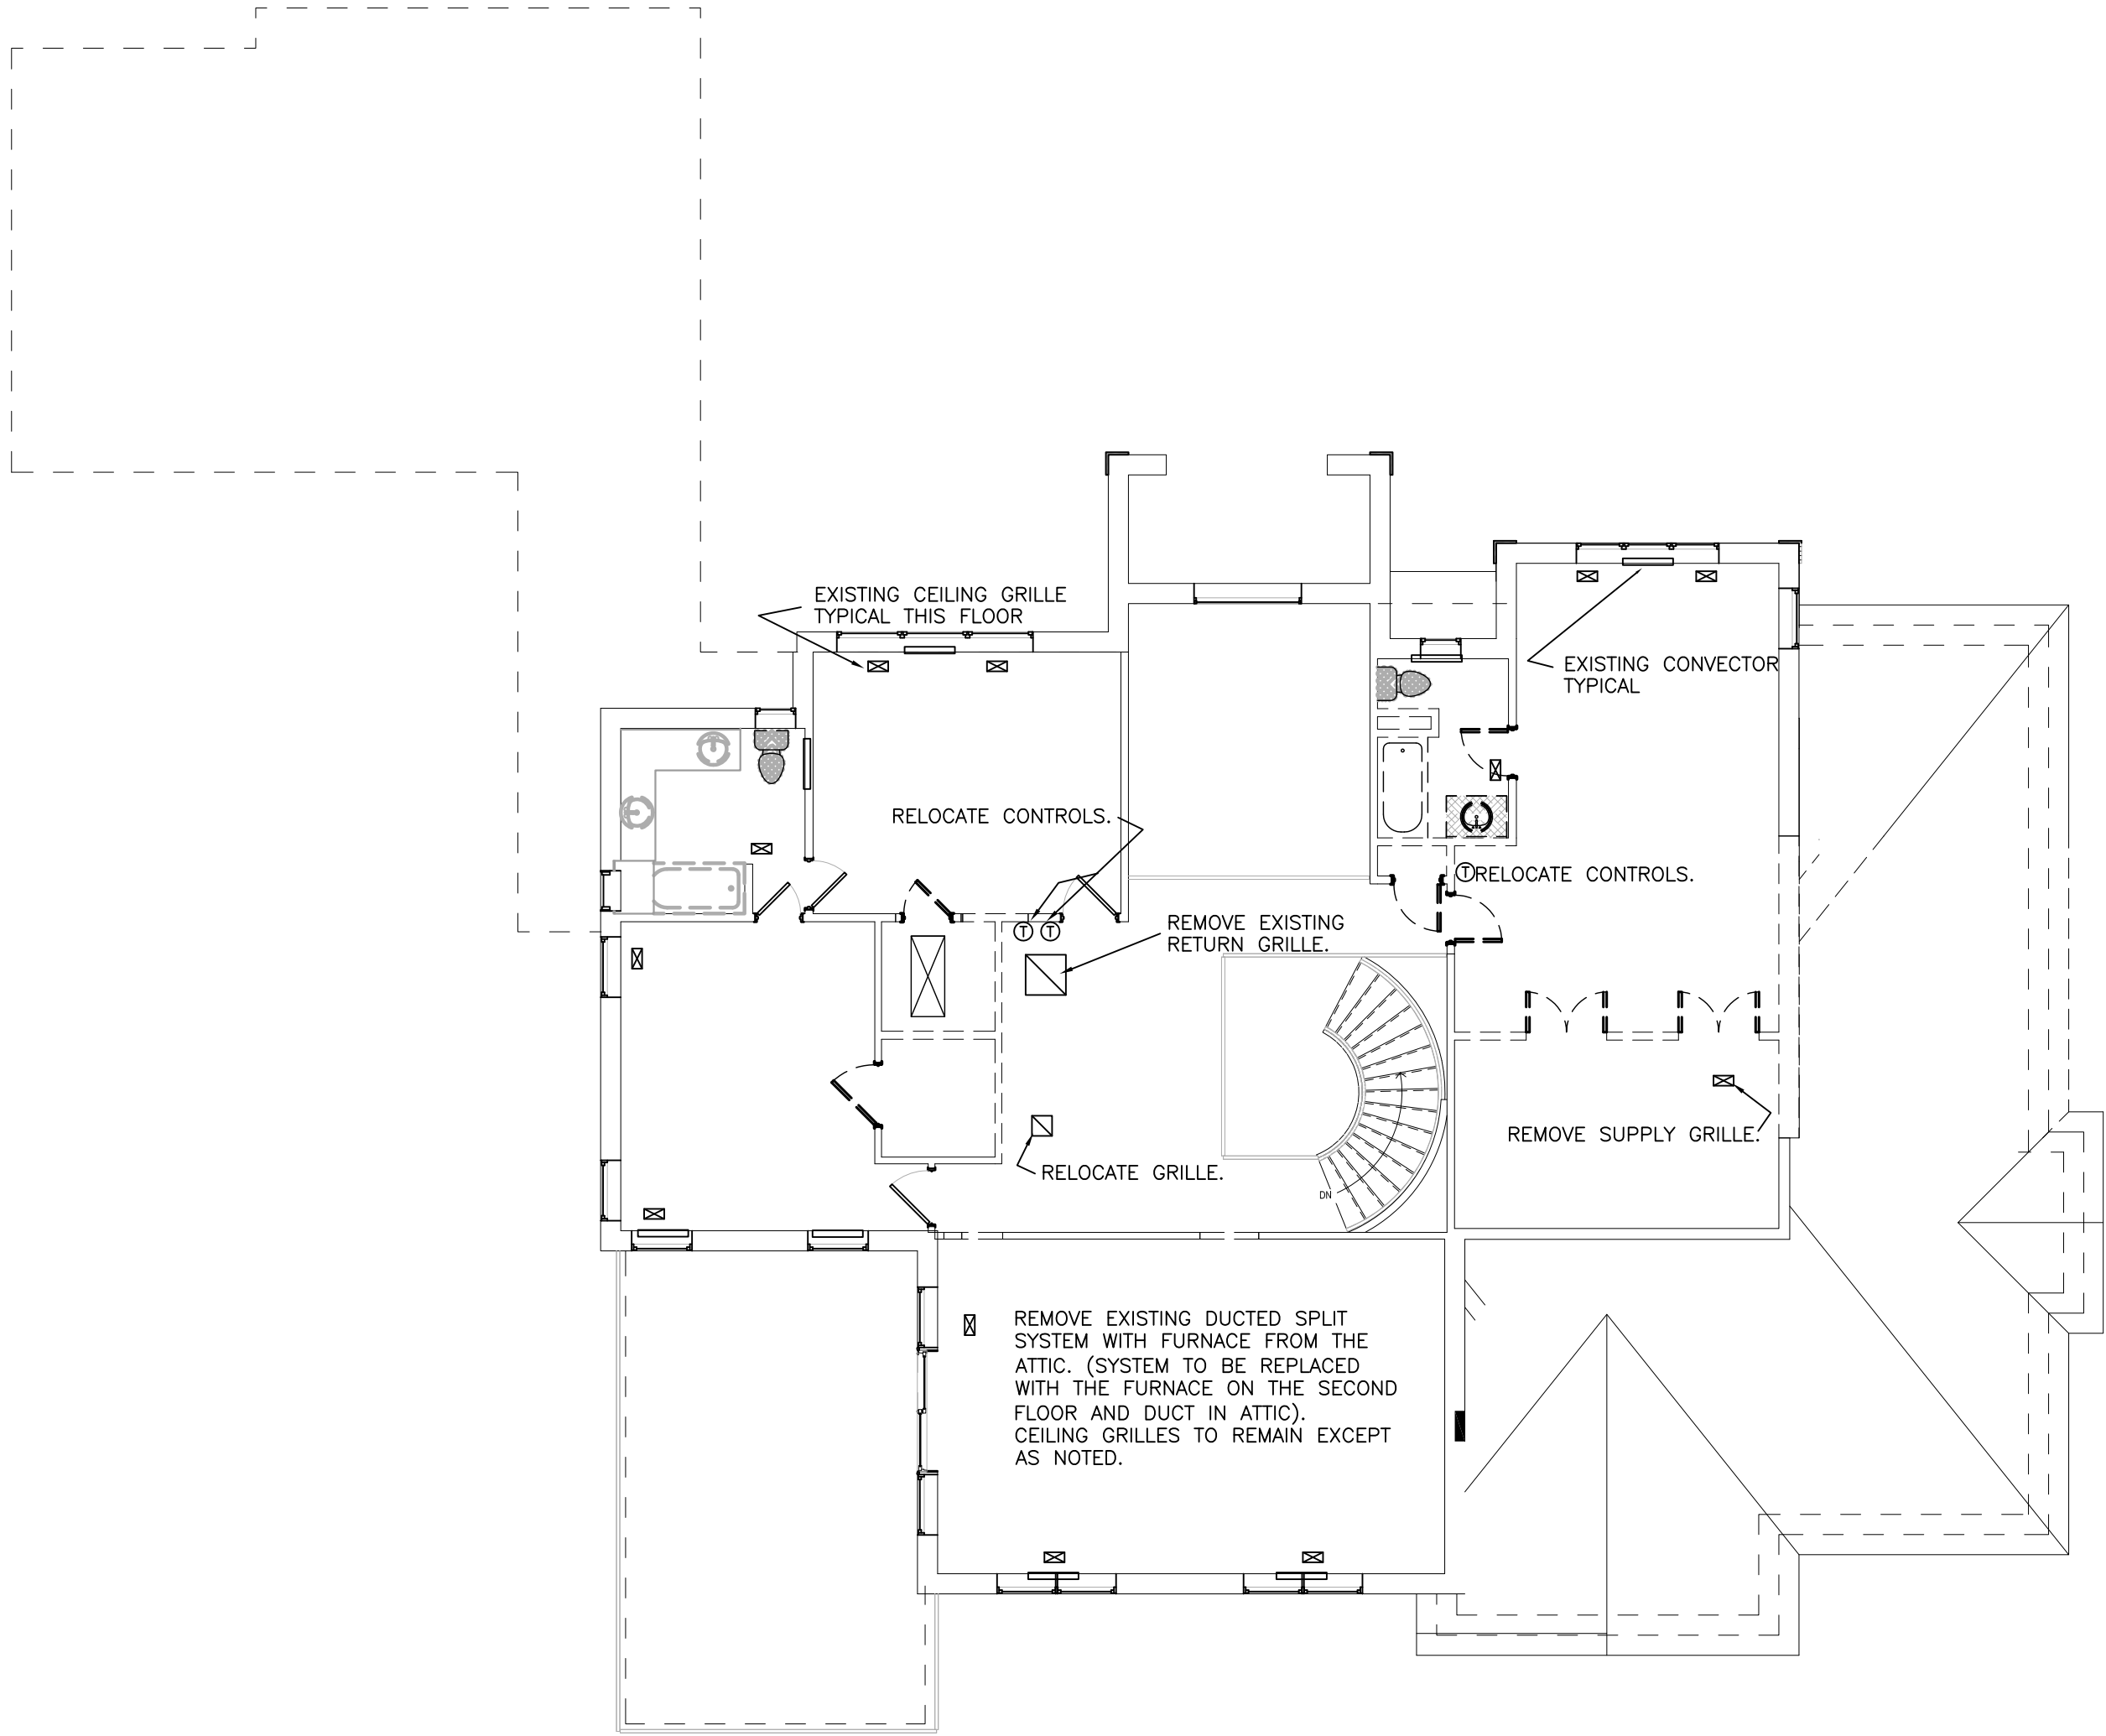 EXISTING CEILING GRILLE
TYPICAL THIS FLOOR
EXISTING CONVECTOR
TYPICAL
RELOCATE CONTROLS.
T
RELOCATE CONTROLS.
T
T
REMOVE EXISTING
RETURN GRILLE.
REMOVE SUPPLY GRILLE.
RELOCATE GRILLE.
DN
REMOVE EXISTING DUCTED SPLIT
SYSTEM WITH FURNACE FROM THE
ATTIC. (SYSTEM TO BE REPLACED
WITH THE FURNACE ON THE SECOND
FLOOR AND DUCT IN ATTIC).
CEILING GRILLES TO REMAIN EXCEPT
AS NOTED.